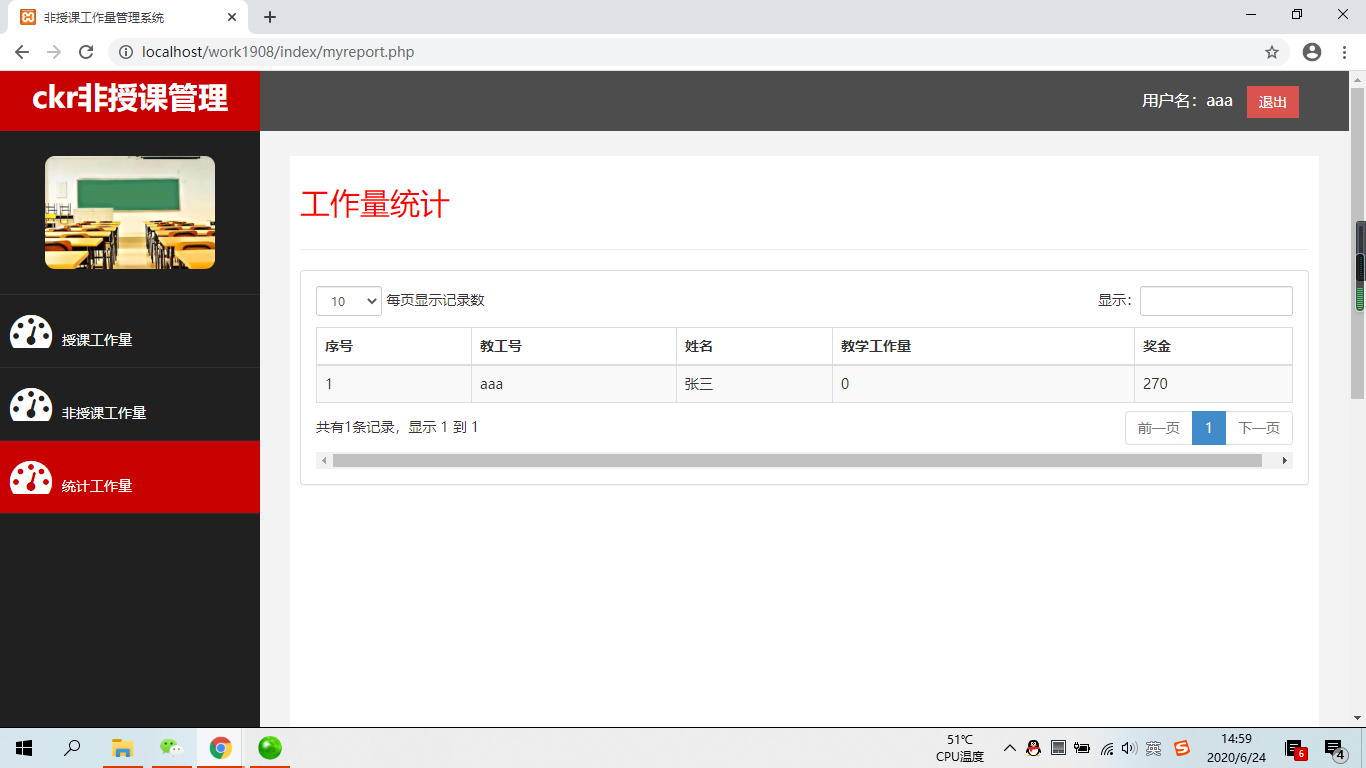 非授课工作量管理系统
localhost/work1908/index/myreport.php
ckr非授课管理
用户名：aaa 退出
授课工作量
非授课工作量
统计工作量
工作量统计
10 每页显示记录数 显示：
序号 教工号 姓名 教学工作量 奖金
1 aaa 张三 0 270
共有1条记录，显示 1 到 1 前一页 1 下一页
51℃
CPU温度
英
14:59
2020/6/24
6
4